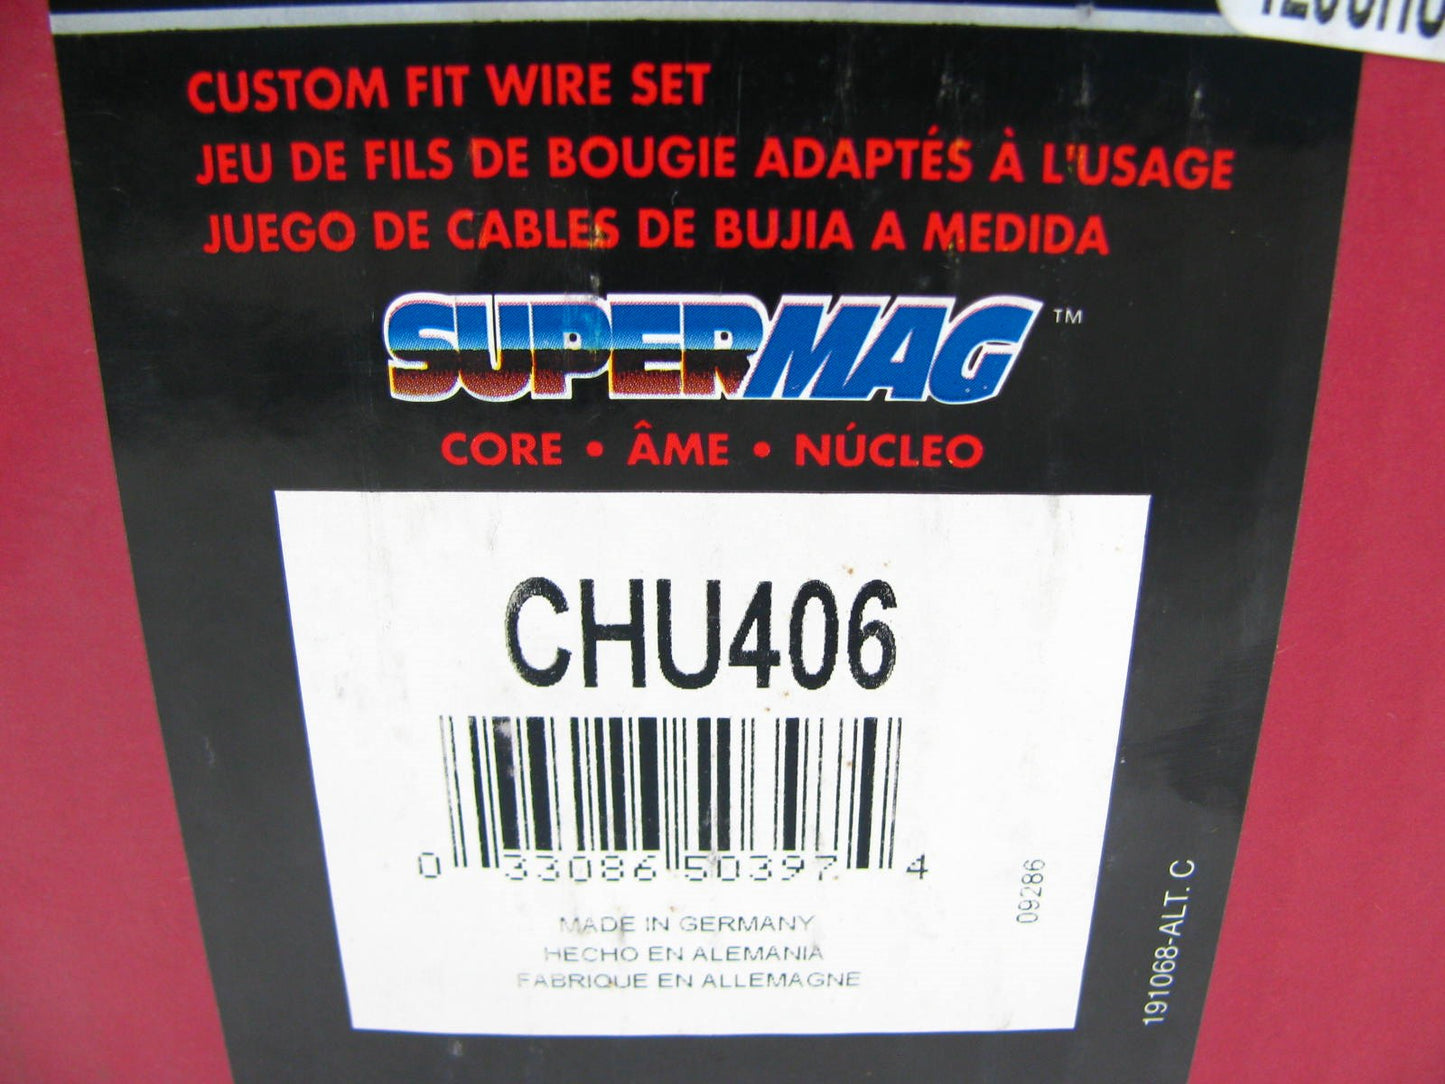 CUSTOM FIT WIRE SET
JEU DE FILS DE BOUGIE ADAPTÉS À L'USAGE
JUEGO DE CABLES DE BUJIA A MEDIDA
SUPERMAG™
CORE • ÂME • NÚCLEO
CHU406
0 33086 50397 4
MADE IN GERMANY
HECHO EN ALEMANIA
FABRIQUE EN ALLEMAGNE
09286
191068-ALT. C